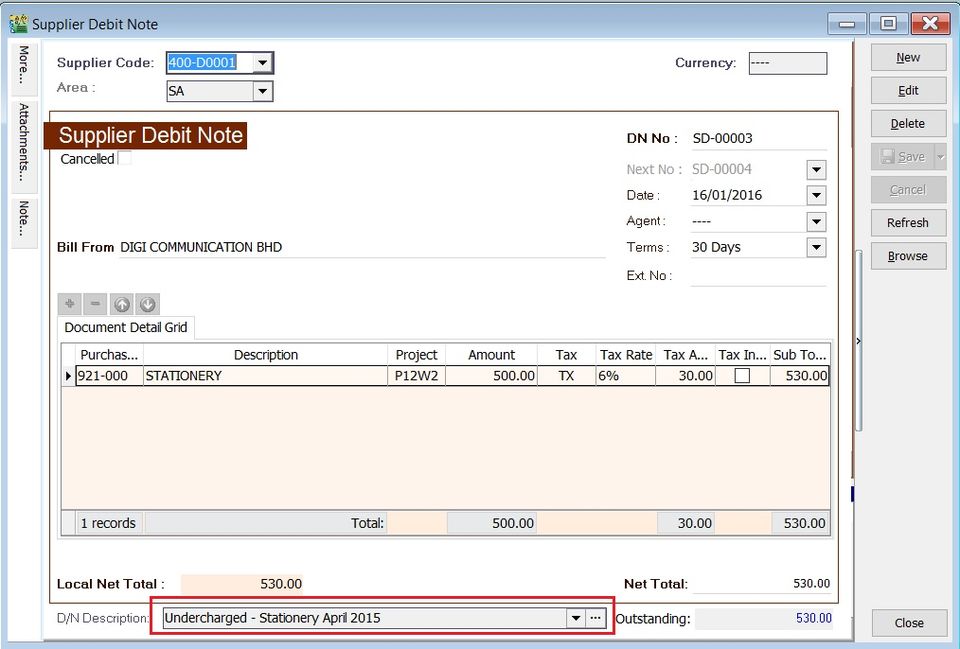 Supplier Debit Note
More...
Attachments...
Note...
Supplier Code: 400-D0001
Currency: ----
Area : SA
Supplier Debit Note
Cancelled
DN No : SD-00003
Next No : SD-00004
Date : 16/01/2016
Agent : ----
Bill From DIGI COMMUNICATION BHD
Terms : 30 Days
Ext. No :
Document Detail Grid
Purchas... Description Project Amount Tax Tax Rate Tax A... Tax In... Sub To...
921-000 STATIONERY P12W2 500.00 TX 6% 30.00 530.00
1 records Total: 500.00 30.00 530.00
Local Net Total : 530.00
Net Total: 530.00
D/N Description: Undercharged - Stationery April 2015 ...
Outstanding: 530.00
New
Edit
Delete
Save
Cancel
Refresh
Browse
Close